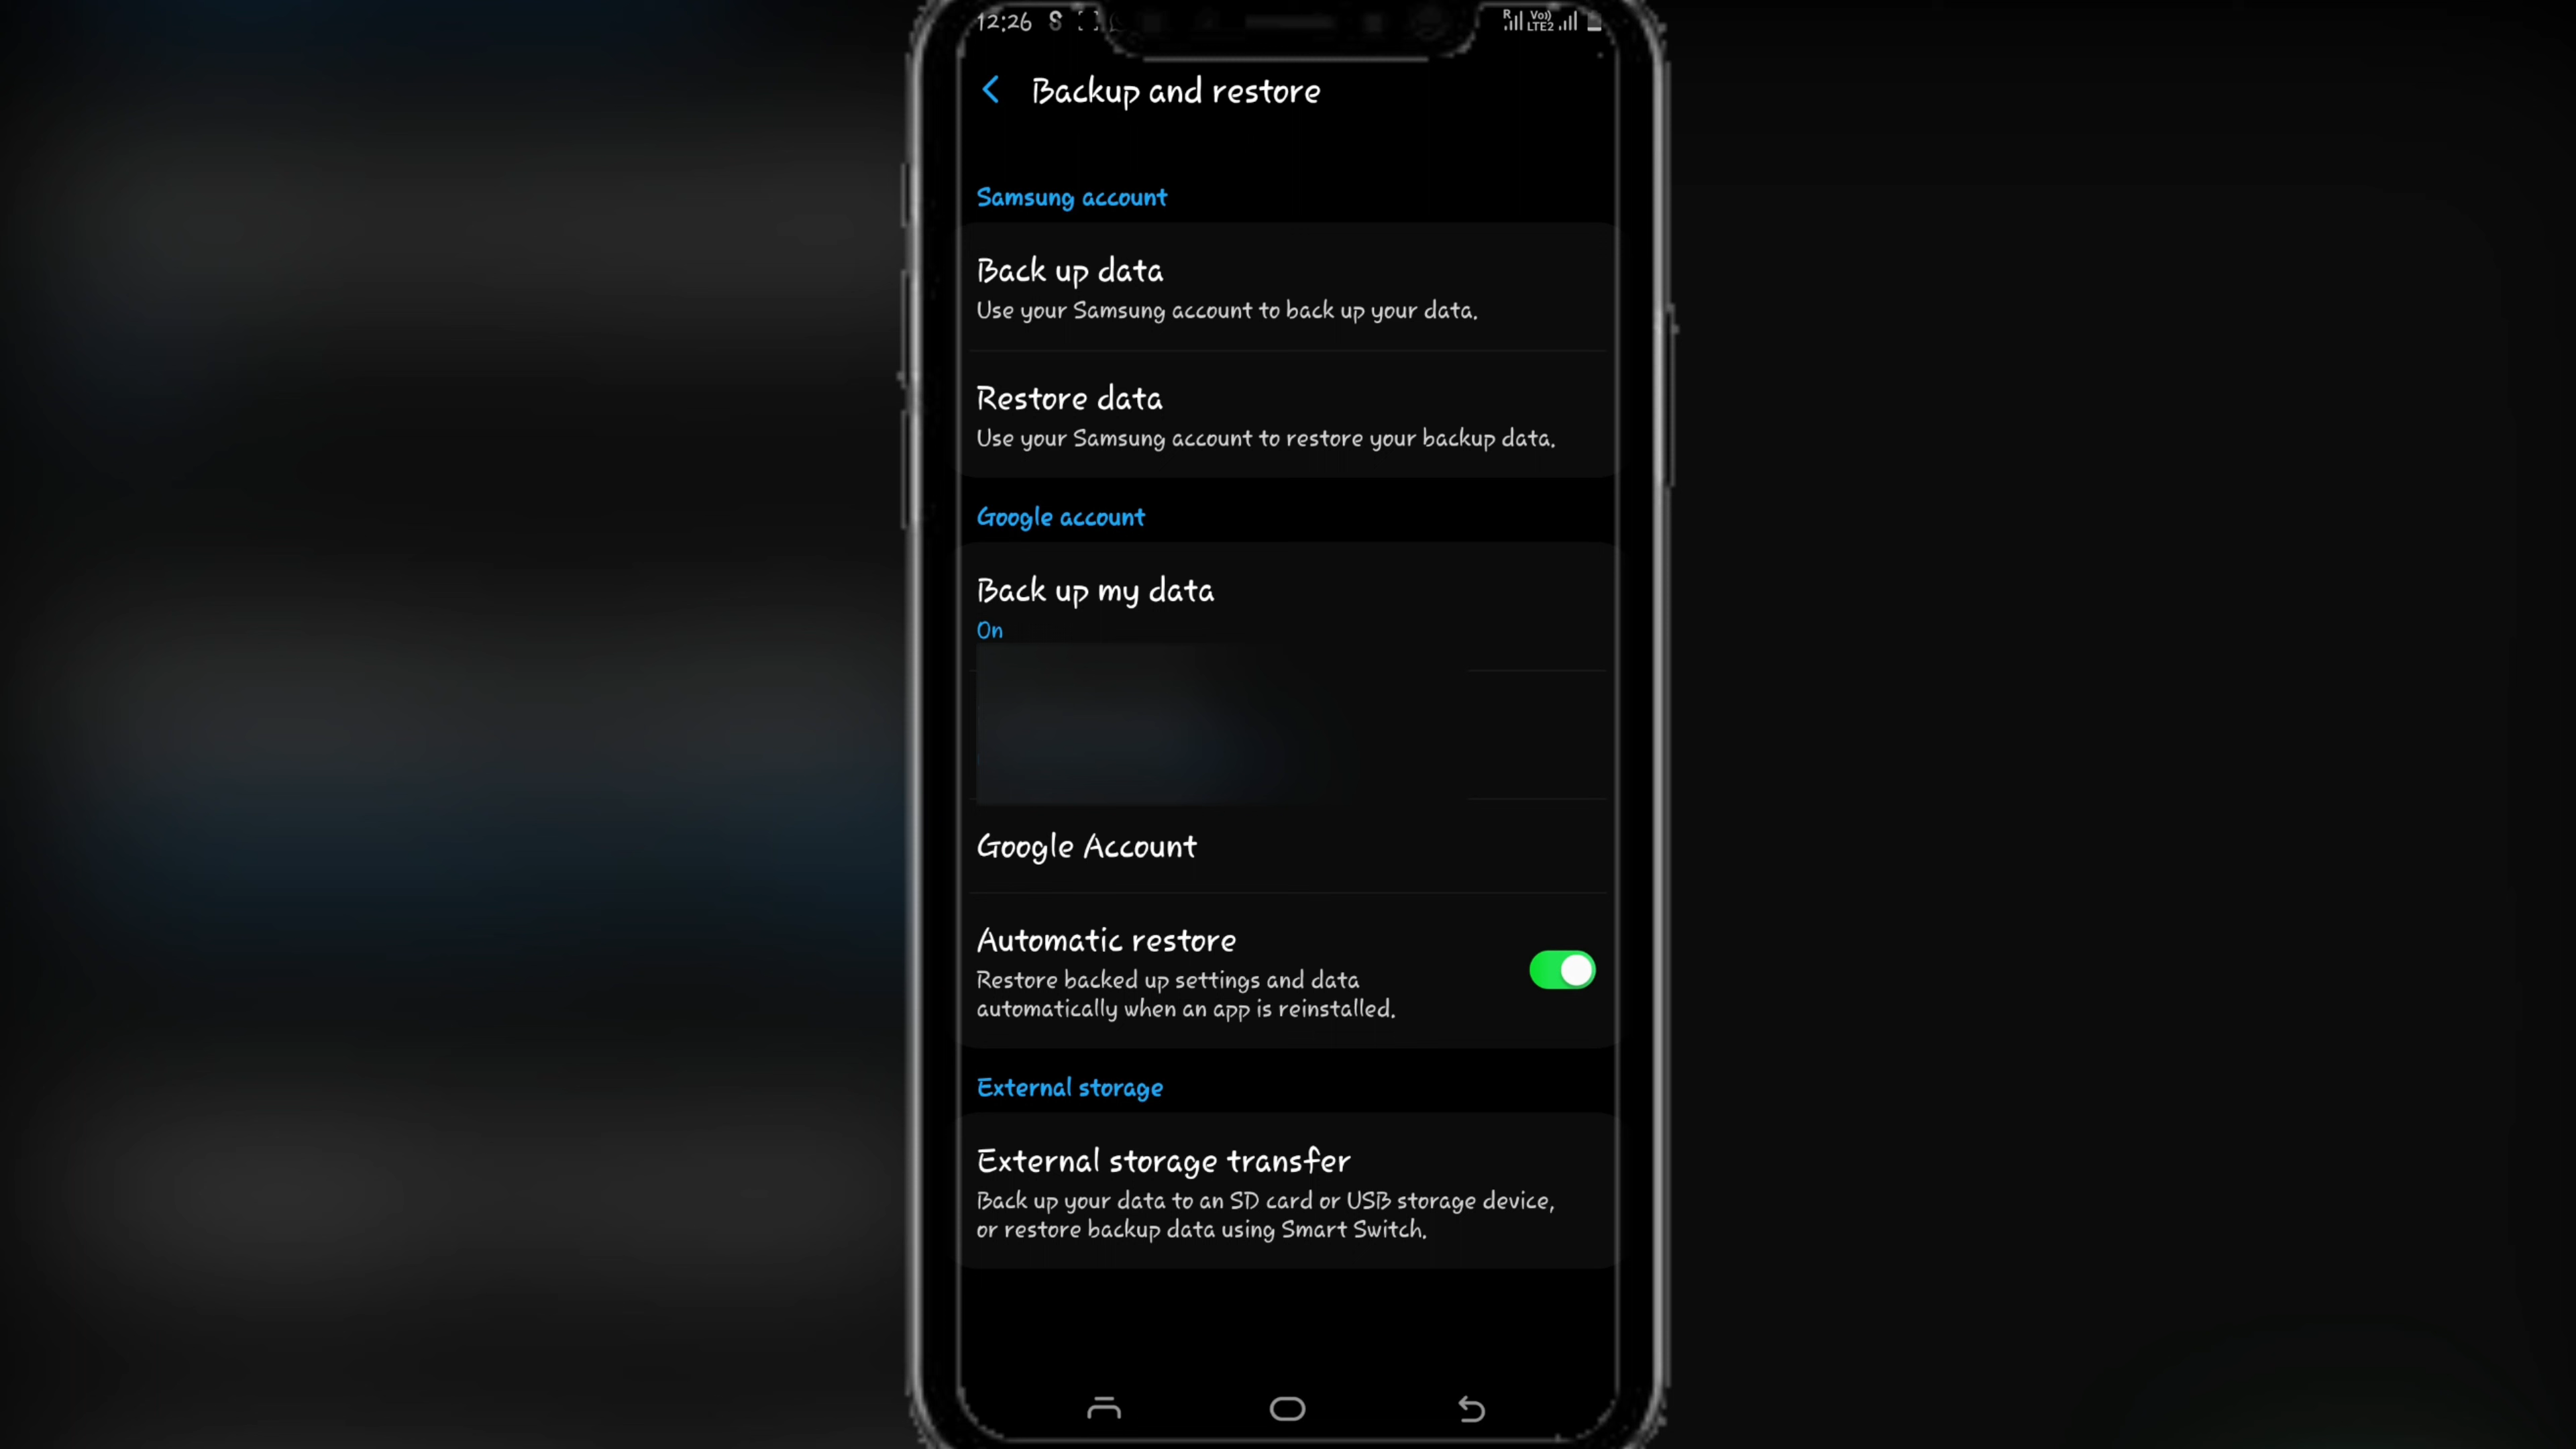 12:26
R Vo)) LTE2
Backup and restore
Samsung account
Back up data
Use your Samsung account to back up your data.
Restore data
Use your Samsung account to restore your backup data.
Google account
Back up my data
On
Google Account
Automatic restore
Restore backed up settings and data
automatically when an app is reinstalled.
External storage
External storage transfer
Back up your data to an SD card or USB storage device,
or restore backup data using Smart Switch.